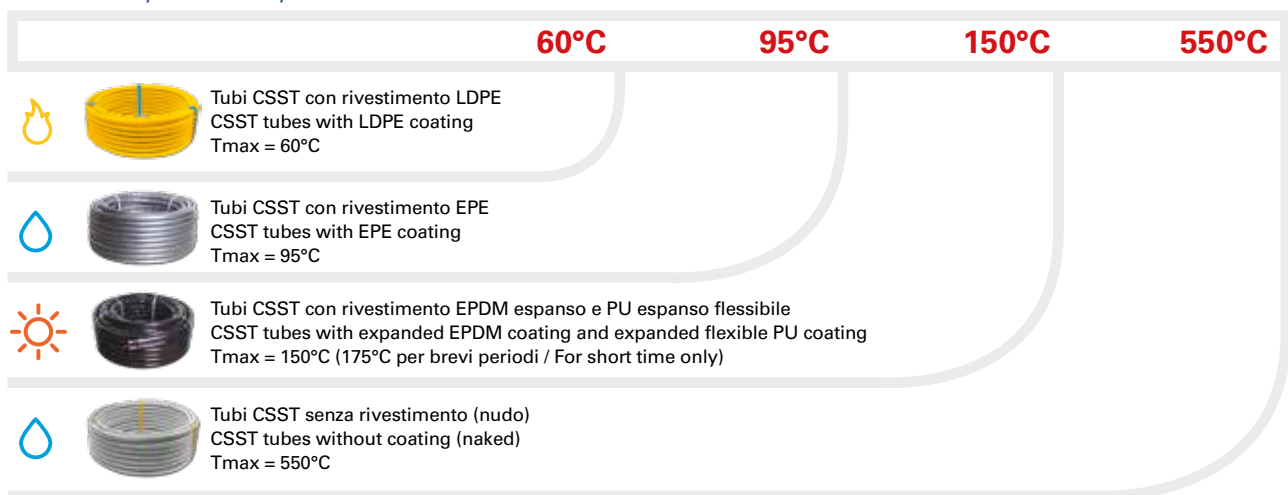 60°C 95°C 150°C 550°C
Tubi CSST con rivestimento LDPE
CSST tubes with LDPE coating
Tmax = 60°C
Tubi CSST con rivestimento EPE
CSST tubes with EPE coating
Tmax = 95°C
Tubi CSST con rivestimento EPDM espanso e PU espanso flessibile
CSST tubes with expanded EPDM coating and expanded flexible PU coating
Tmax = 150°C (175°C per brevi periodi / For short time only)
Tubi CSST senza rivestimento (nudo)
CSST tubes without coating (naked)
Tmax = 550°C